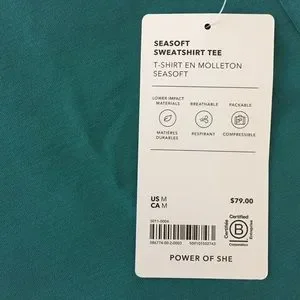 SEASOFT
SWEATSHIRT TEE
T-SHIRT EN MOLLETON
SEASOFT
LOWER IMPACT
MATERIALS
BREATHABLE
PACKABLE
MATIÈRES
DURABLES
RESPIRANT
COMPRESSIBLE
US M
CA M
$79.00
Certified
Certifiée
B
Corporation
POWER OF SHE